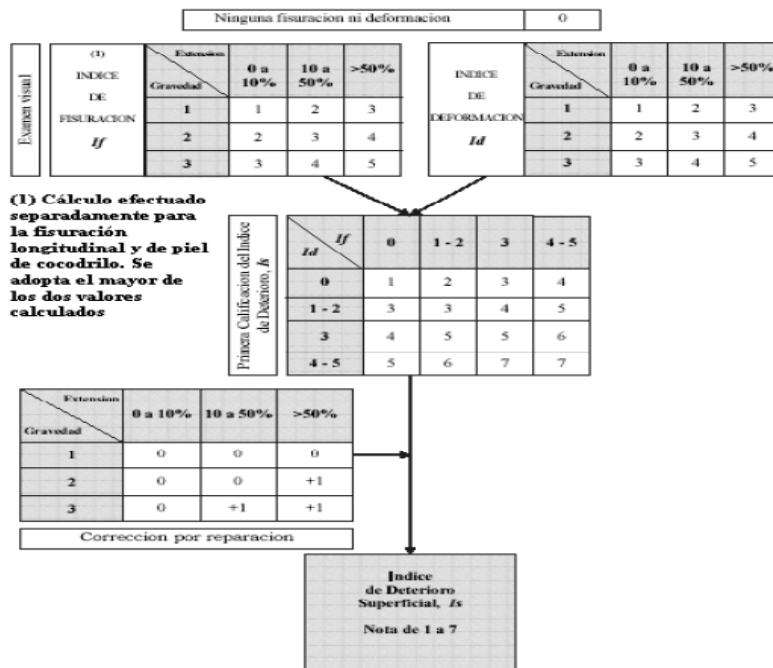 Ninguna fisuracion ni deformacion 0
Examen visual
(1)
INDICE
DE
FISURACION
If
Extension
Gravedad
0 a 10% 10 a 50% >50%
1 1 2 3
2 2 3 4
3 3 4 5
INDICE
DE
DEFORMACION
Id
Extension
Gravedad
0 a 10% 10 a 50% >50%
1 1 2 3
2 2 3 4
3 3 4 5
(1) Cálculo efectuado
separadamente para
la fisuración
longitudinal y de piel
de cocodrilo. Se
adopta el mayor de
los dos valores
calculados
Primera Calificacion del Indice
de Deterioro, Is
If
Id
0 1 - 2 3 4 - 5
0 1 2 3 4
1 - 2 3 3 4 5
3 4 5 5 6
4 - 5 5 6 7 7
Extension
Gravedad
0 a 10% 10 a 50% >50%
1 0 0 0
2 0 0 +1
3 0 +1 +1
Correccion por reparacion
Indice
de Deterioro
Superficial, Is
Nota de 1 a 7